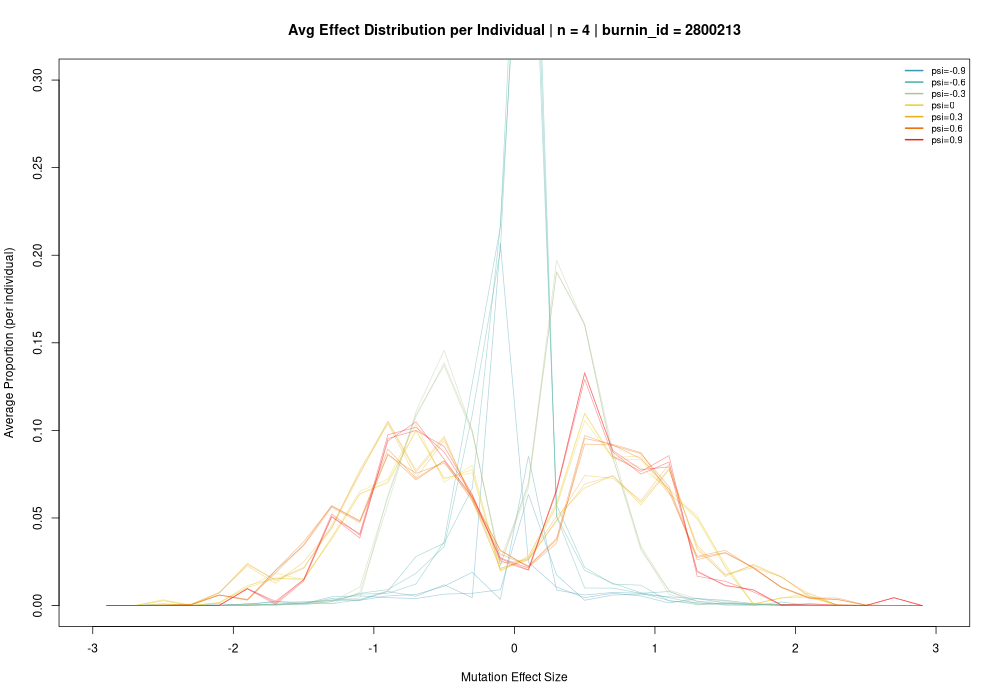 Avg Effect Distribution per Individual | n = 4 | burnin_id = 2800213
psi=-0.9
psi=-0.6
psi=-0.3
psi=0
psi=0.3
psi=0.6
psi=0.9
Average Proportion (per individual)
0.30
0.25
0.20
0.15
0.10
0.05
0.00
-3 -2 -1 0 1 2 3
Mutation Effect Size